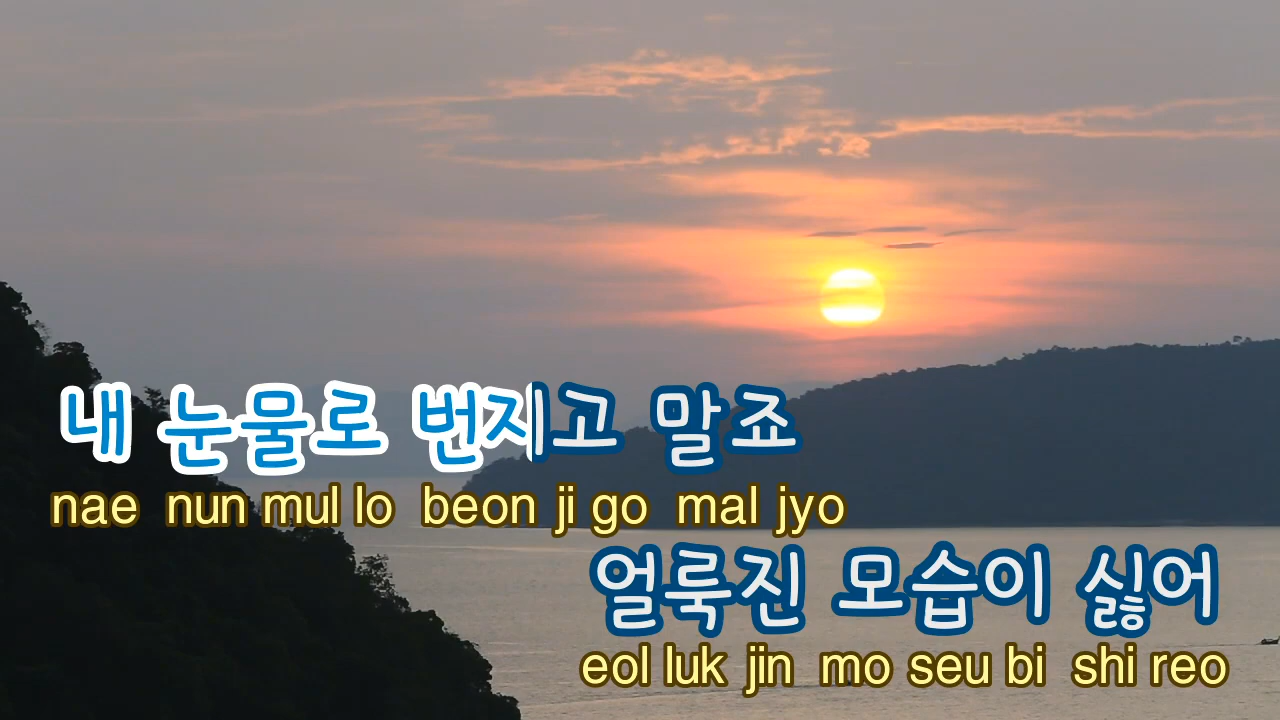 내 눈물로 번지고 말죠
nae nun mul lo beon ji go mal jyo
얼룩진 모습이 싫어
eol luk jin mo seu bi shi reo